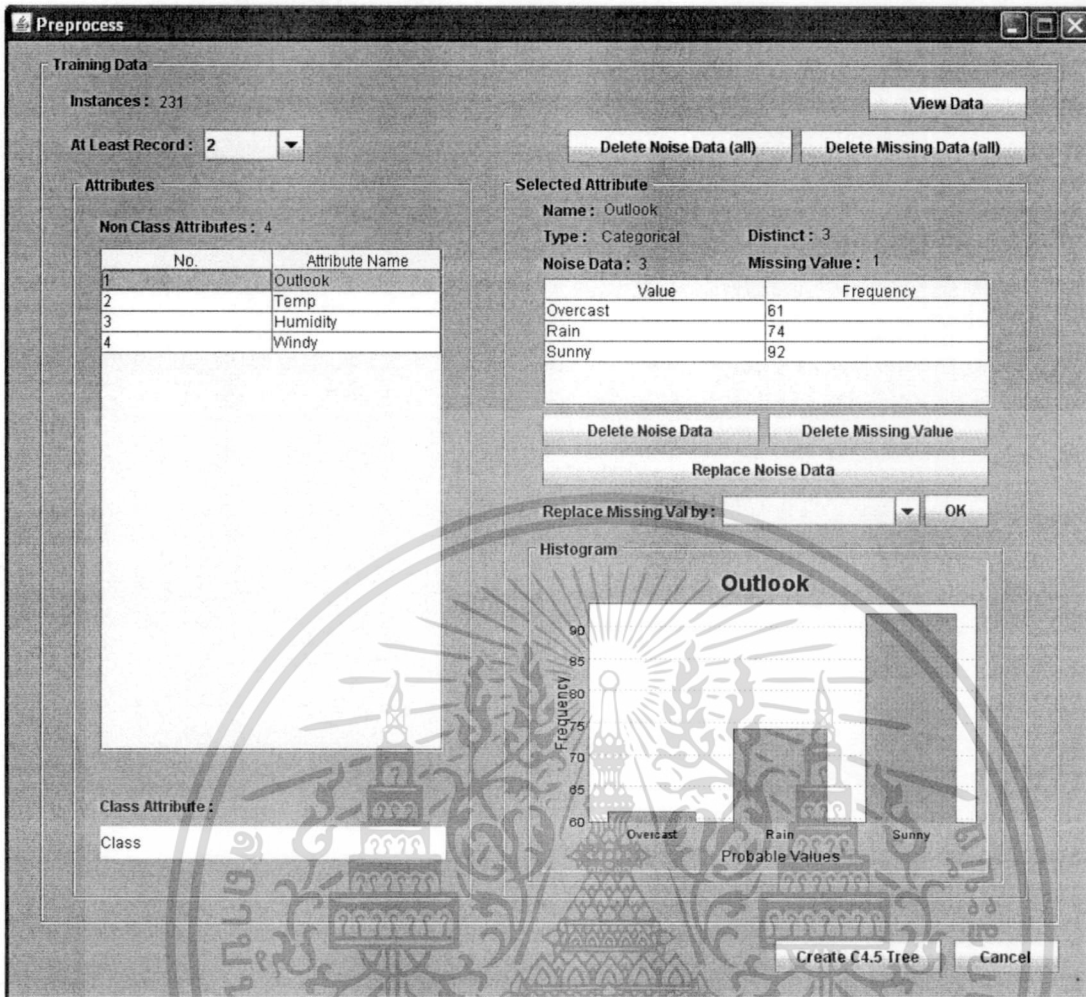 Preprocess
Training Data
Instances : 231
View Data
At Least Record : 2
Delete Noise Data (all)
Delete Missing Data (all)
Attributes
Non Class Attributes : 4
No. Attribute Name
1 Outlook
2 Temp
3 Humidity
4 Windy
Class Attribute :
Class
Selected Attribute
Name : Outlook
Type : Categorical Distinct : 3
Noise Data : 3 Missing Value : 1
Value Frequency
Overcast 61
Rain 74
Sunny 92
Delete Noise Data
Delete Missing Value
Replace Noise Data
Replace Missing Val by :
OK
Histogram
Outlook
Frequency
90
85
80
75
70
65
60
Overcast Rain Sunny
Probable Values
Create C4.5 Tree
Cancel